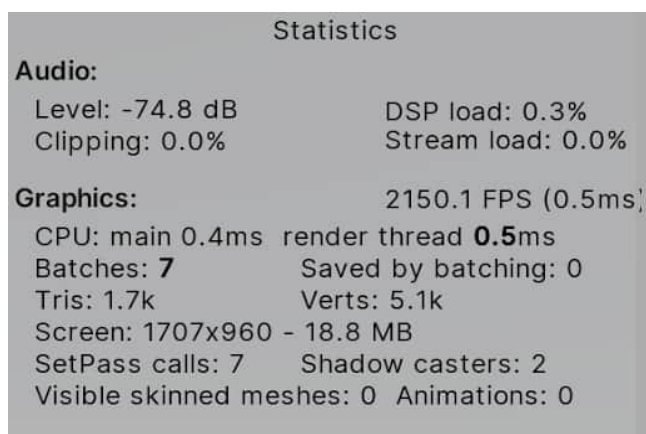 Statistics
Audio:
Level: -74.8 dB DSP load: 0.3%
Clipping: 0.0% Stream load: 0.0%
Graphics: 2150.1 FPS (0.5ms)
CPU: main 0.4ms render thread 0.5ms
Batches: 7 Saved by batching: 0
Tris: 1.7k Verts: 5.1k
Screen: 1707x960 - 18.8 MB
SetPass calls: 7 Shadow casters: 2
Visible skinned meshes: 0 Animations: 0